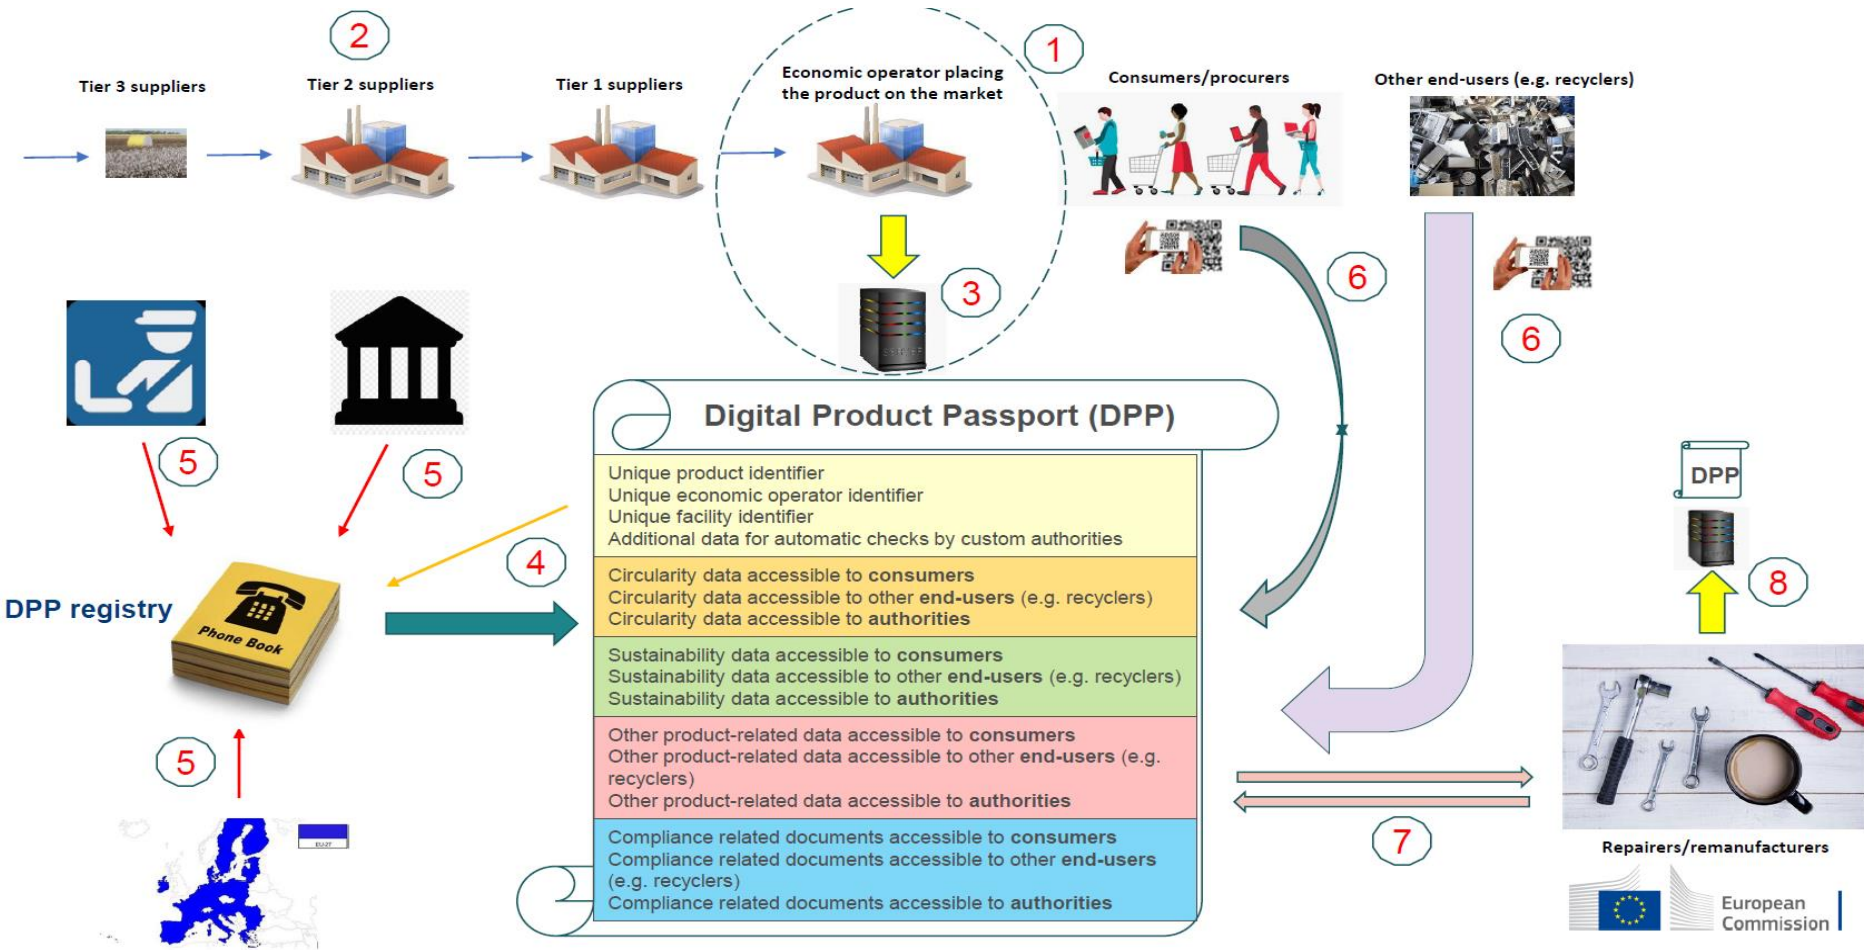 2
1
Tier 3 suppliers
Tier 2 suppliers
Tier 1 suppliers
Economic operator placing
the product on the market
Consumers/procurers
Other end-users (e.g. recyclers)
3
6
6
5
5
Digital Product Passport (DPP)
Unique product identifier
Unique economic operator identifier
Unique facility identifier
Additional data for automatic checks by custom authorities
4
Circularity data accessible to consumers
Circularity data accessible to other end-users (e.g. recyclers)
Circularity data accessible to authorities
DPP registry
Phone Book
Sustainability data accessible to consumers
Sustainability data accessible to other end-users (e.g. recyclers)
Sustainability data accessible to authorities
Other product-related data accessible to consumers
Other product-related data accessible to other end-users (e.g.
recyclers)
Other product-related data accessible to authorities
5
Compliance related documents accessible to consumers
Compliance related documents accessible to other end-users
(e.g. recyclers)
Compliance related documents accessible to authorities
EU-27
DPP
8
7
Repairers/remanufacturers
European
Commission